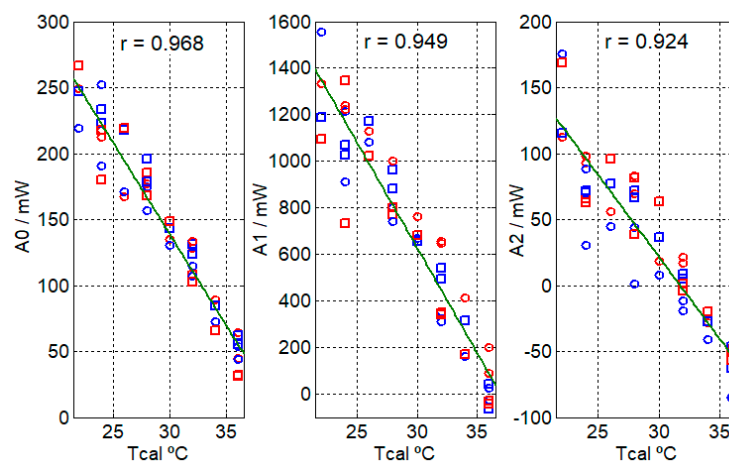 300
250
200
150
100
50
0
A0 / mW
r = 0.968
25 30 35
Tcal ºC
1600
1400
1200
1000
800
600
400
200
0
A1 / mW
r = 0.949
25 30 35
Tcal ºC
200
150
100
50
0
-50
-100
A2 / mW
r = 0.924
25 30 35
Tcal ºC